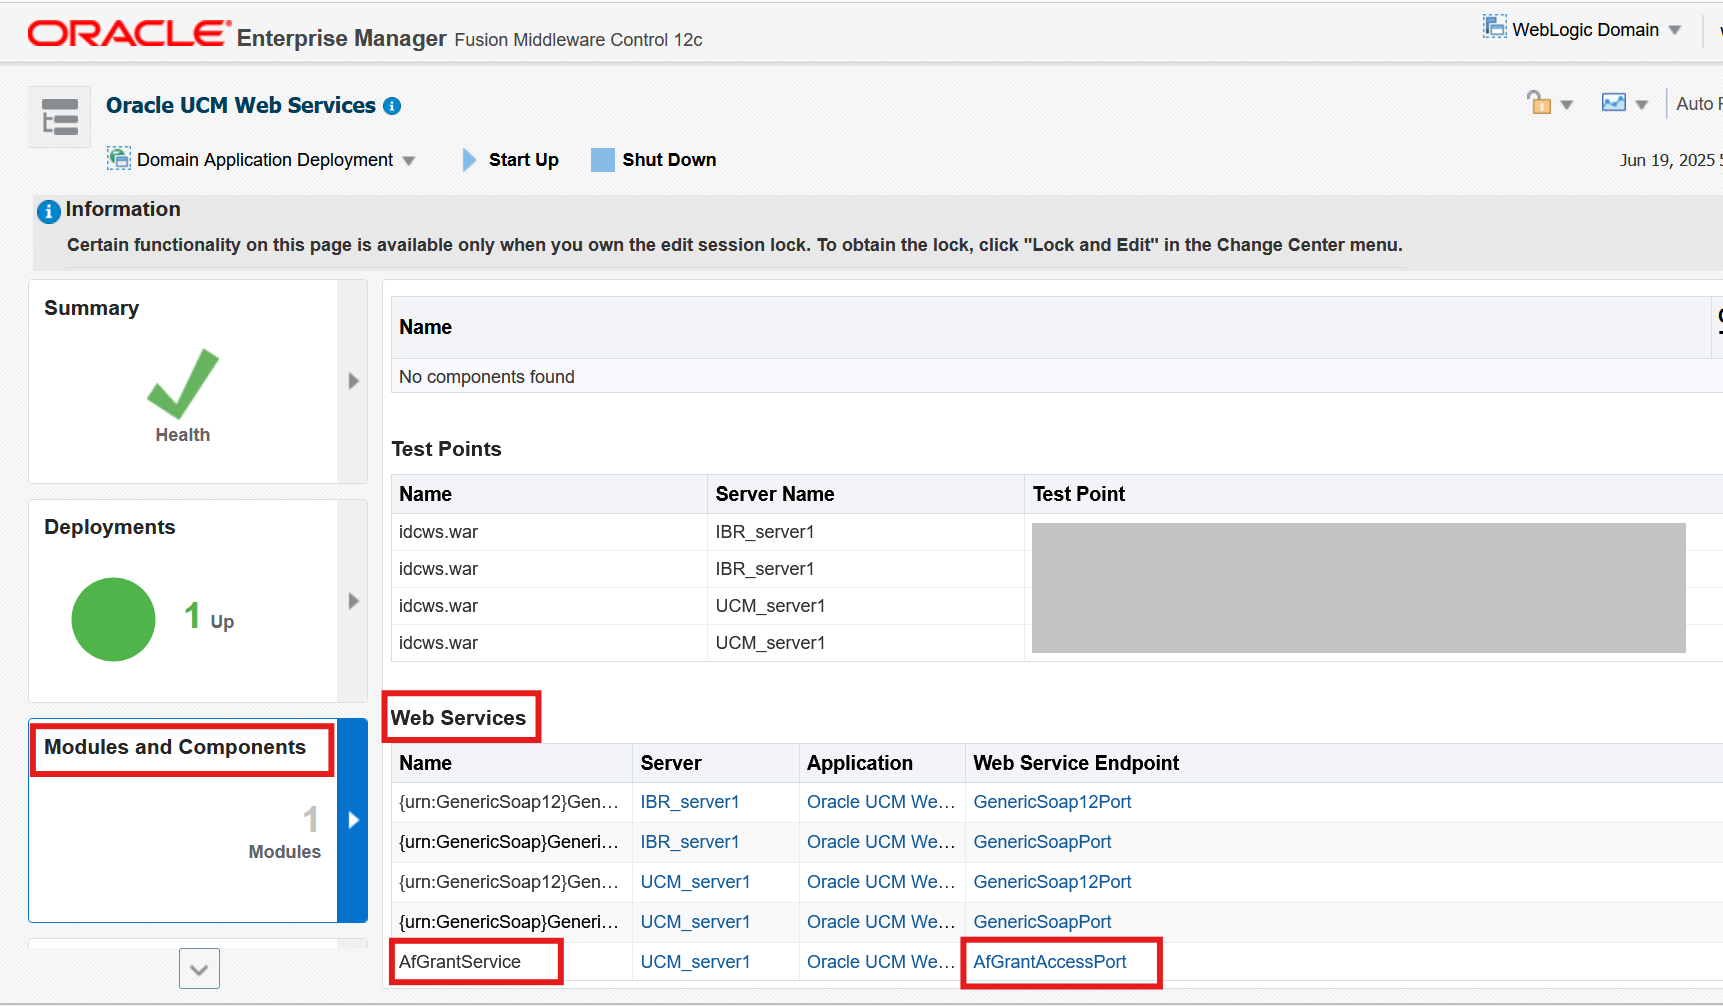 ORACLE Enterprise Manager Fusion Middleware Control 12c
WebLogic Domain
Oracle UCM Web Services
Auto
Domain Application Deployment Start Up Shut Down
Jun 19, 2025
Information
Certain functionality on this page is available only when you own the edit session lock. To obtain the lock, click "Lock and Edit" in the Change Center menu.
Summary
Health
Deployments
1 Up
Modules and Components
1
Modules
Name
No components found
Test Points
Name Server Name Test Point
idcws.war IBR_server1
idcws.war IBR_server1
idcws.war UCM_server1
idcws.war UCM_server1
Web Services
Name Server Application Web Service Endpoint
{urn:GenericSoap12}Gen... IBR_server1 Oracle UCM We... GenericSoap12Port
{urn:GenericSoap}Generi... IBR_server1 Oracle UCM We... GenericSoapPort
{urn:GenericSoap12}Gen... UCM_server1 Oracle UCM We... GenericSoap12Port
{urn:GenericSoap}Generi... UCM_server1 Oracle UCM We... GenericSoapPort
AfGrantService UCM_server1 Oracle UCM We... AfGrantAccessPort